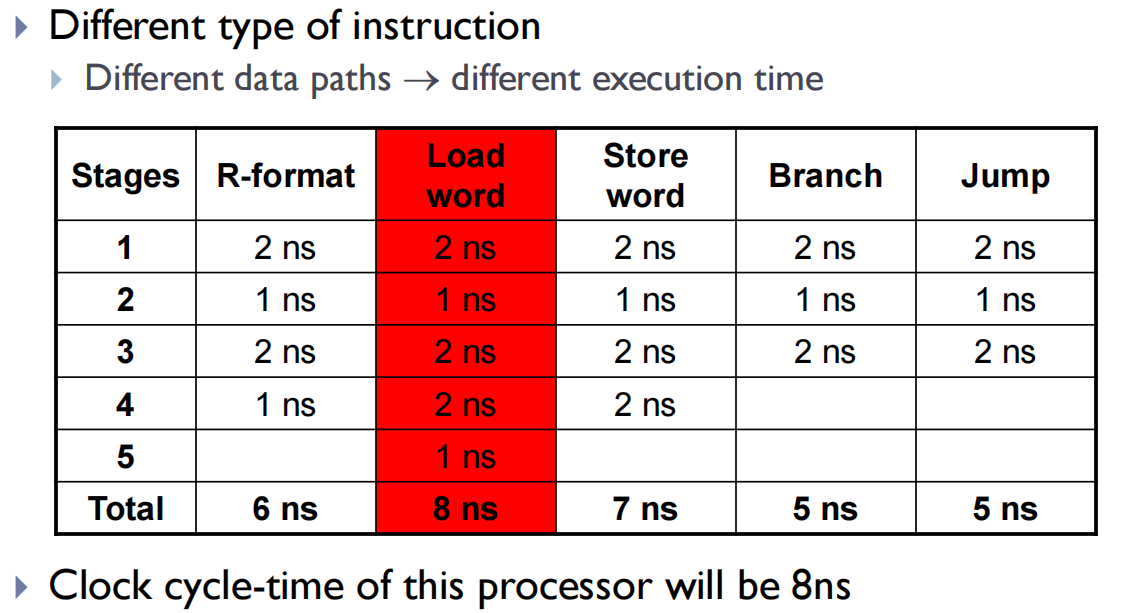 Different type of instruction
Different data paths → different execution time
Stages R-format Load word Store word Branch Jump
1 2 ns 2 ns 2 ns 2 ns 2 ns
2 1 ns 1 ns 1 ns 1 ns 1 ns
3 2 ns 2 ns 2 ns 2 ns 2 ns
4 1 ns 2 ns 2 ns
5 1 ns
Total 6 ns 8 ns 7 ns 5 ns 5 ns
Clock cycle-time of this processor will be 8ns